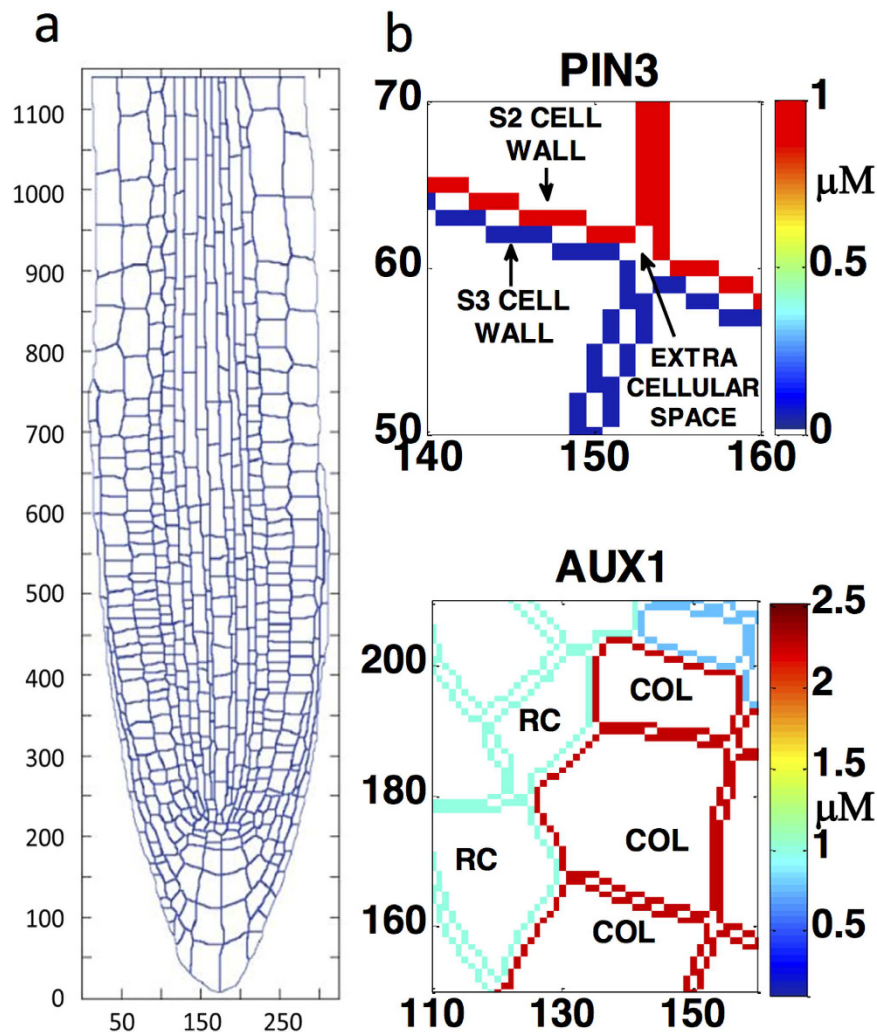 a
1100
1000
900
800
700
600
500
400
300
200
100
0
50 150 250
b
PIN3
70
60
50
140 150 160
S2 CELL
WALL
S3 CELL
WALL
EXTRA
CELLULAR
SPACE
1
μM
0.5
0
AUX1
200
180
160
110 130 150
RC
COL
COL
RC
COL
2.5
2
1.5
μM
1
0.5